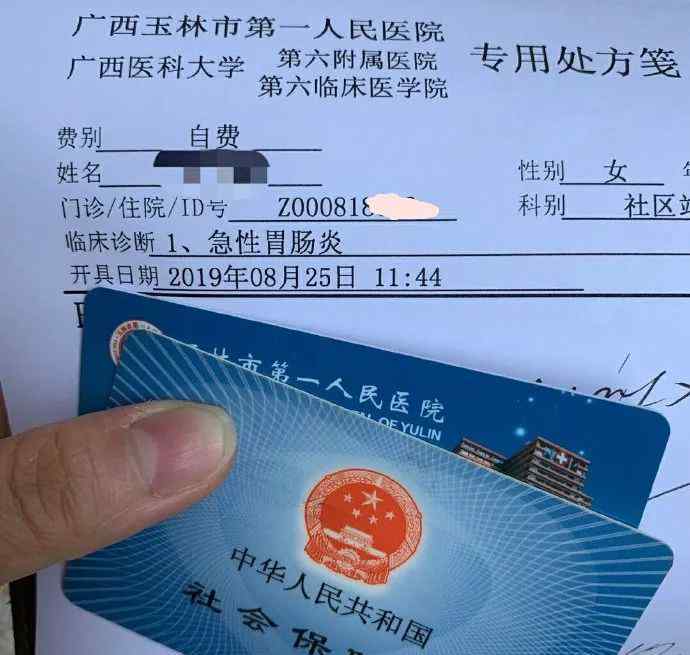 广西玉林市第一人民医院
广西医科大学 第六附属医院 专用处方笺
第六临床医学院
费别 自费
姓名 性别 女
门诊/住院/ID号 Z000818 科别 社区
临床诊断 1、急性胃肠炎
开具日期 2019年08月25日 11:44
林市第一人民医院
OF YULIN
中华人民共和国
社会保